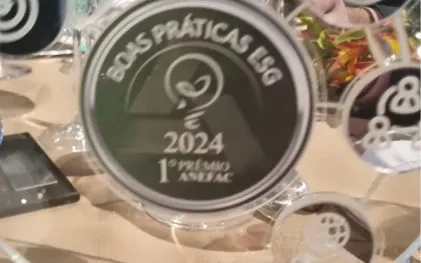 BOAS PRÁTICAS ESG
2024
1º PRÊMIO
ANEFAC